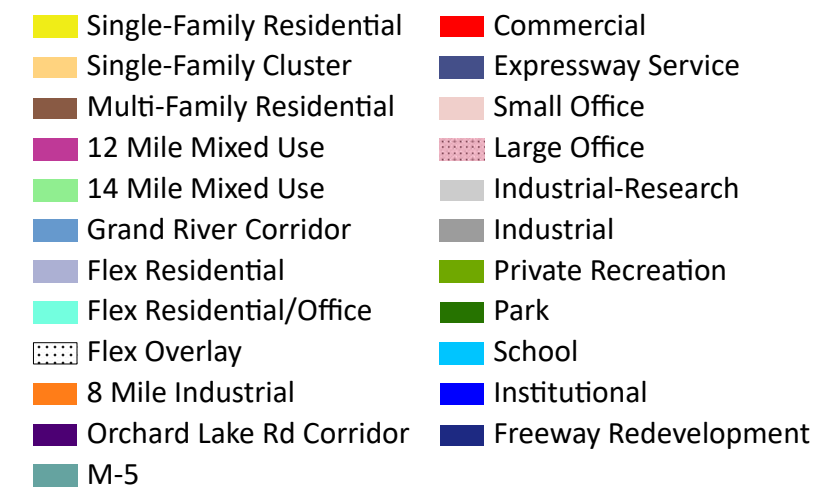 Single-Family Residential
Single-Family Cluster
Multi-Family Residential
12 Mile Mixed Use
14 Mile Mixed Use
Grand River Corridor
Flex Residential
Flex Residential/Office
Flex Overlay
8 Mile Industrial
Orchard Lake Rd Corridor
M-5
Commercial
Expressway Service
Small Office
Large Office
Industrial-Research
Industrial
Private Recreation
Park
School
Institutional
Freeway Redevelopment